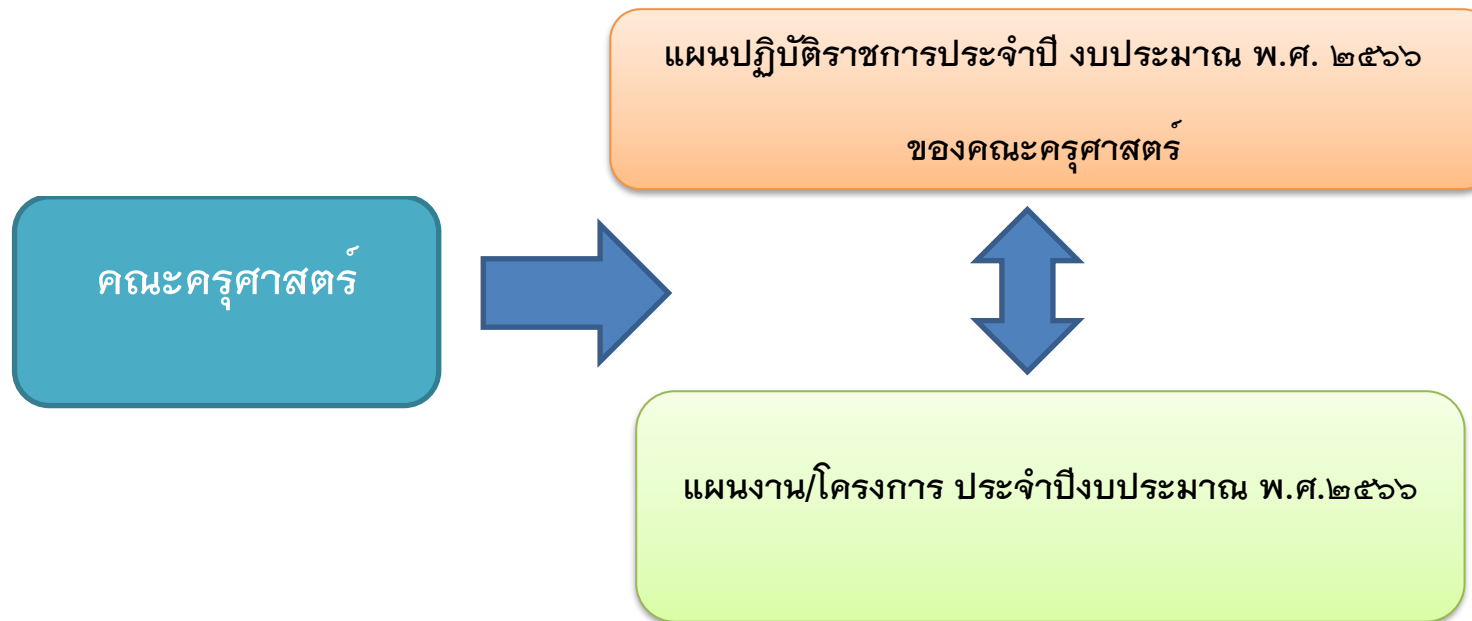 แผนปฏิบัติราชการประจำปี งบประมาณ พ.ศ. ๒๕๖๖
ของคณะครุศาสตร์
คณะครุศาสตร์
แผนงาน/โครงการ ประจำปีงบประมาณ พ.ศ.๒๕๖๖